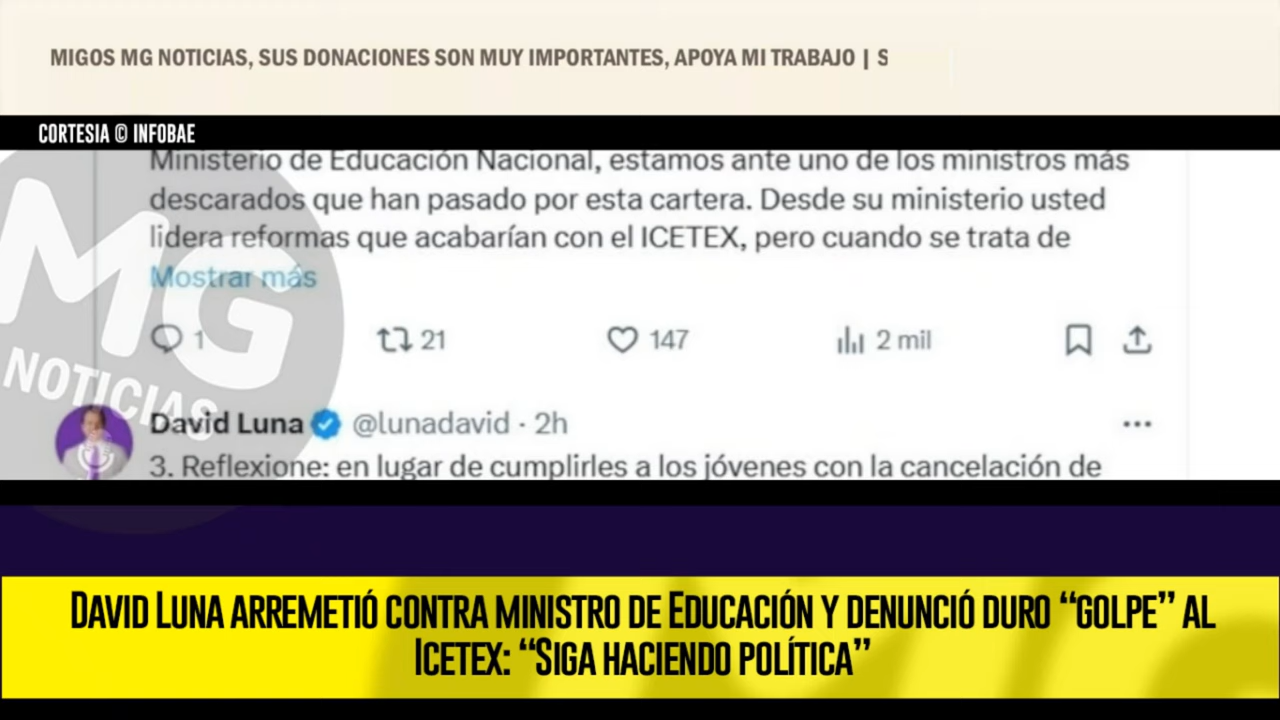 MIGOS MG NOTICIAS, SUS DONACIONES SON MUY IMPORTANTES, APOYA MI TRABAJO | S
CORTESIA © INFOBAE
Ministerio de Educación Nacional, estamos ante uno de los ministros más
descarados que han pasado por esta cartera. Desde su ministerio usted
lidera reformas que acabarían con el ICETEX, pero cuando se trata de
Mostrar más
1 21 147 2 mil
MG
NOTICIAS
David Luna @lunadavid · 2h
3. Reflexione: en lugar de cumplirles a los jóvenes con la cancelación de
DAVID LUNA ARREMETIÓ CONTRA MINISTRO DE EDUCACIÓN Y DENUNCIÓ DURO “GOLPE” AL
ICETEX: “SIGA HACIENDO POLÍTICA”